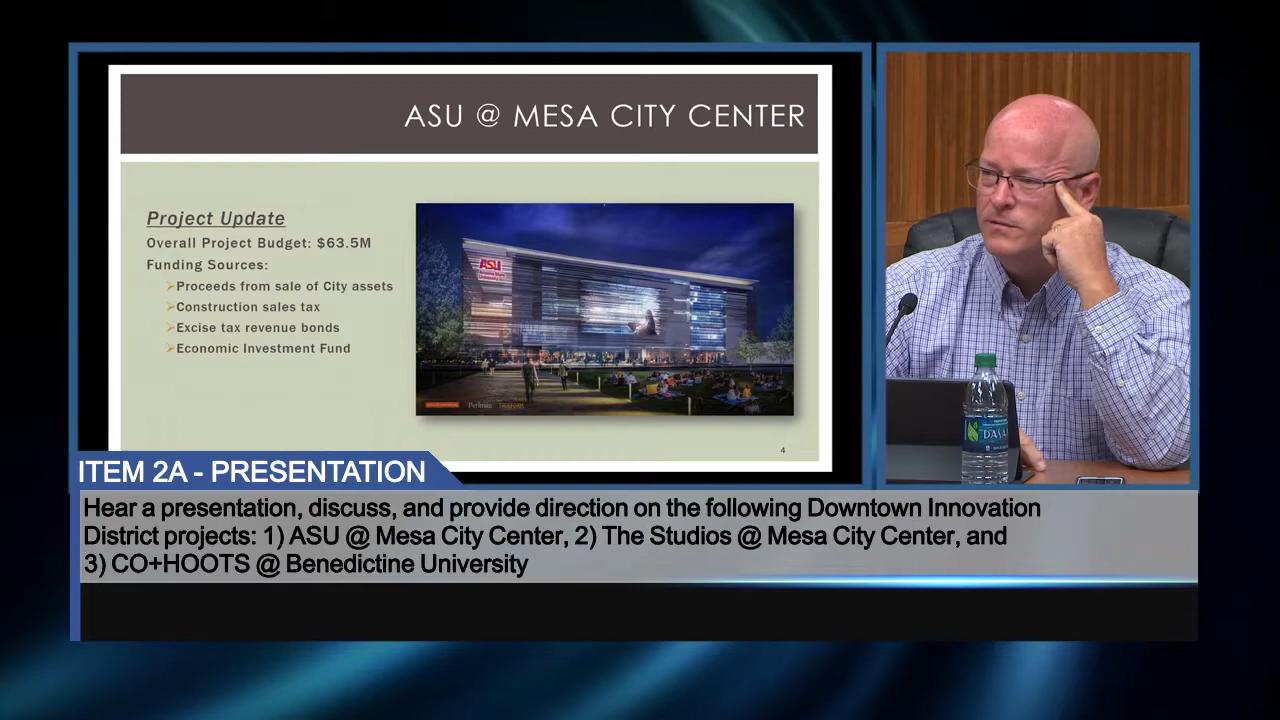 ASU @ MESA CITY CENTER
Project Update
Overall Project Budget: $63.5M
Funding Sources:
➢Proceeds from sale of City assets
➢Construction sales tax
➢Excise tax revenue bonds
➢Economic Investment Fund
ASU
Perlman
4
ITEM 2A - PRESENTATION
Hear a presentation, discuss, and provide direction on the following Downtown Innovation
District projects: 1) ASU @ Mesa City Center, 2) The Studios @ Mesa City Center, and
3) CO+HOOTS @ Benedictine University
DASA